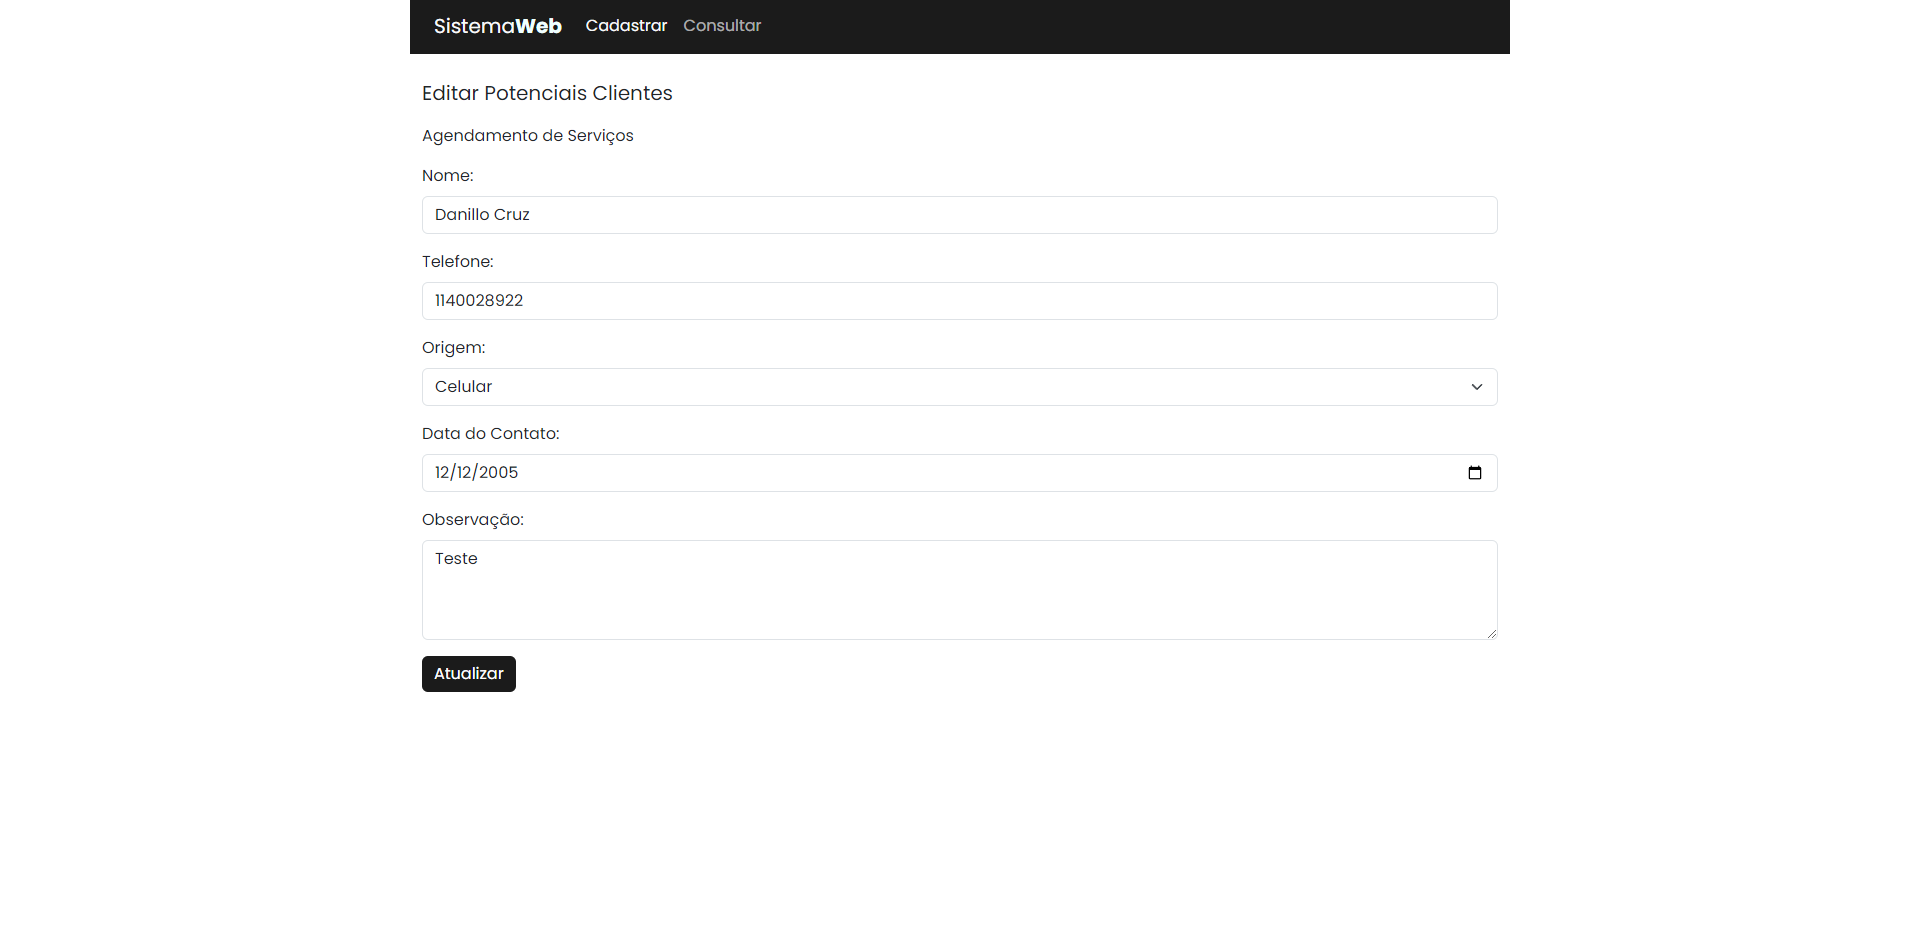 SistemaWeb Cadastrar Consultar
Editar Potenciais Clientes
Agendamento de Serviços
Nome:
Danillo Cruz
Telefone:
1140028922
Origem:
Celular
Data do Contato:
12/12/2005
Observação:
Teste
Atualizar